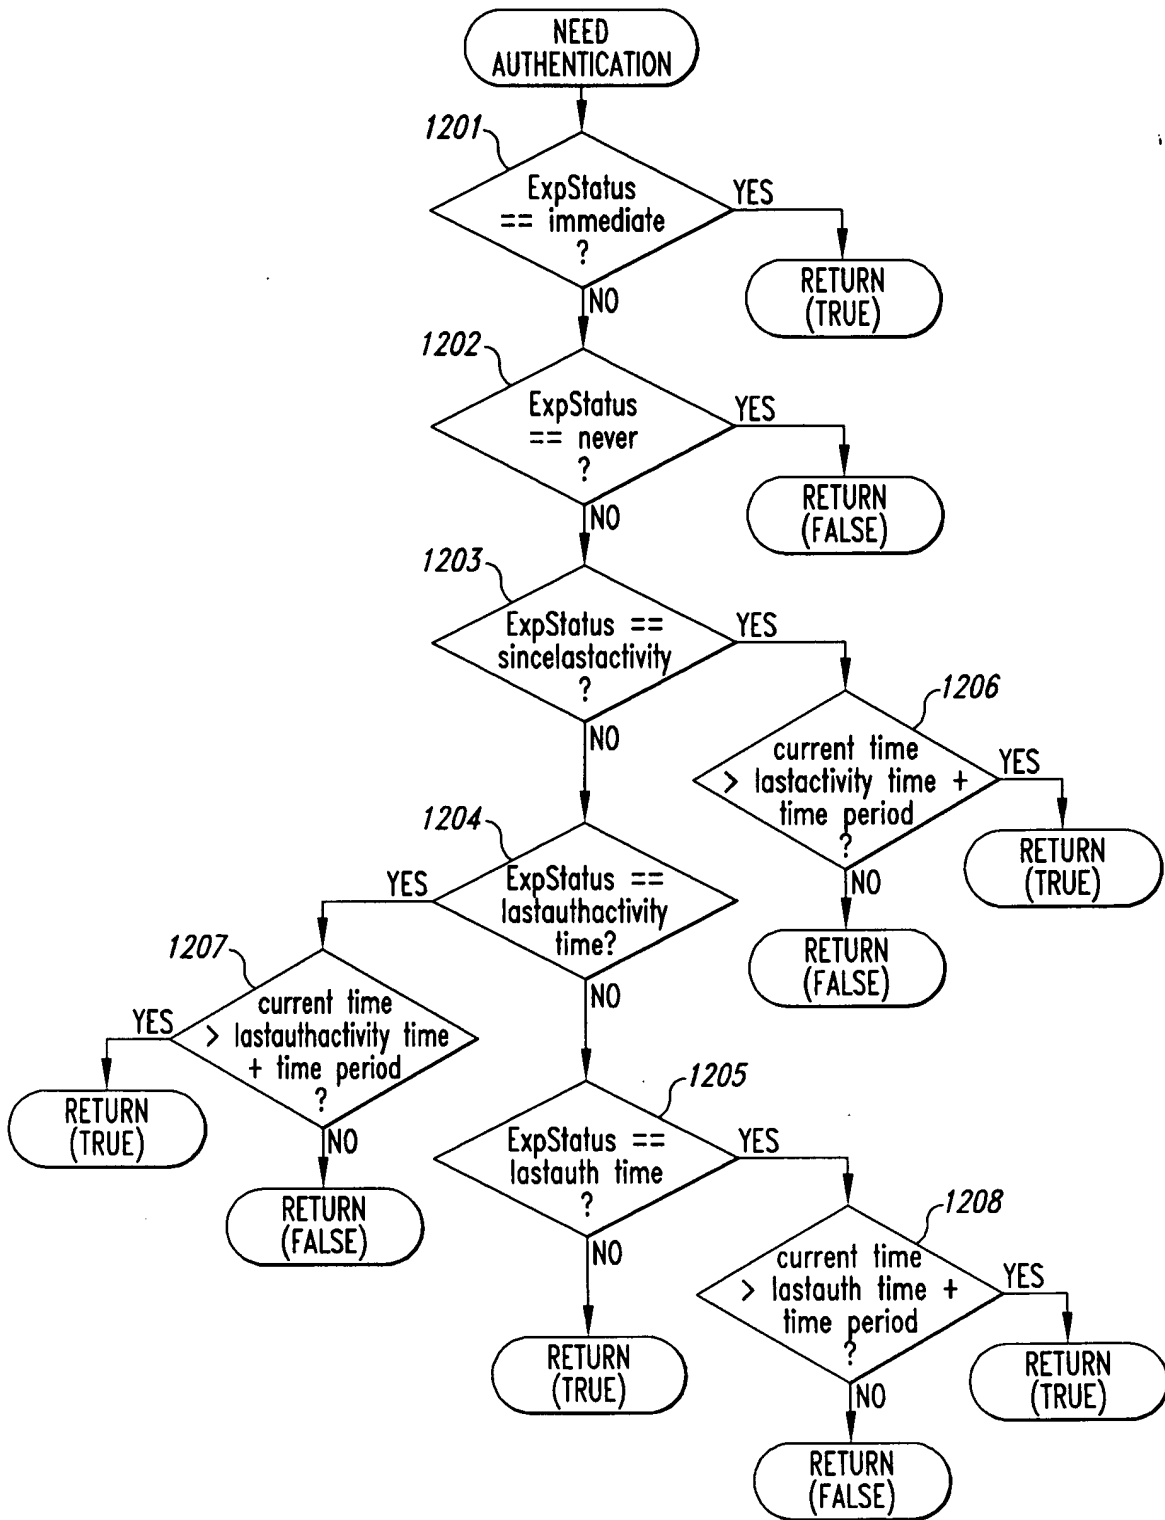 NEED
AUTHENTICATION
1201
ExpStatus
== immediate
?
YES
RETURN
(TRUE)
NO
1202
ExpStatus
== never
?
YES
RETURN
(FALSE)
NO
1203
ExpStatus ==
sincelastactivity
?
YES
NO
1206
current time
> lastactivity time +
time period
?
YES
RETURN
(TRUE)
NO
RETURN
(FALSE)
1204
ExpStatus ==
lastauthactivity
time?
YES
NO
1207
current time
> lastauthactivity time
+ time period
?
YES
RETURN
(TRUE)
NO
RETURN
(FALSE)
1205
ExpStatus ==
lastauth time
?
YES
NO
RETURN
(TRUE)
1208
current time
> lastauth time +
time period
?
YES
RETURN
(TRUE)
NO
RETURN
(FALSE)